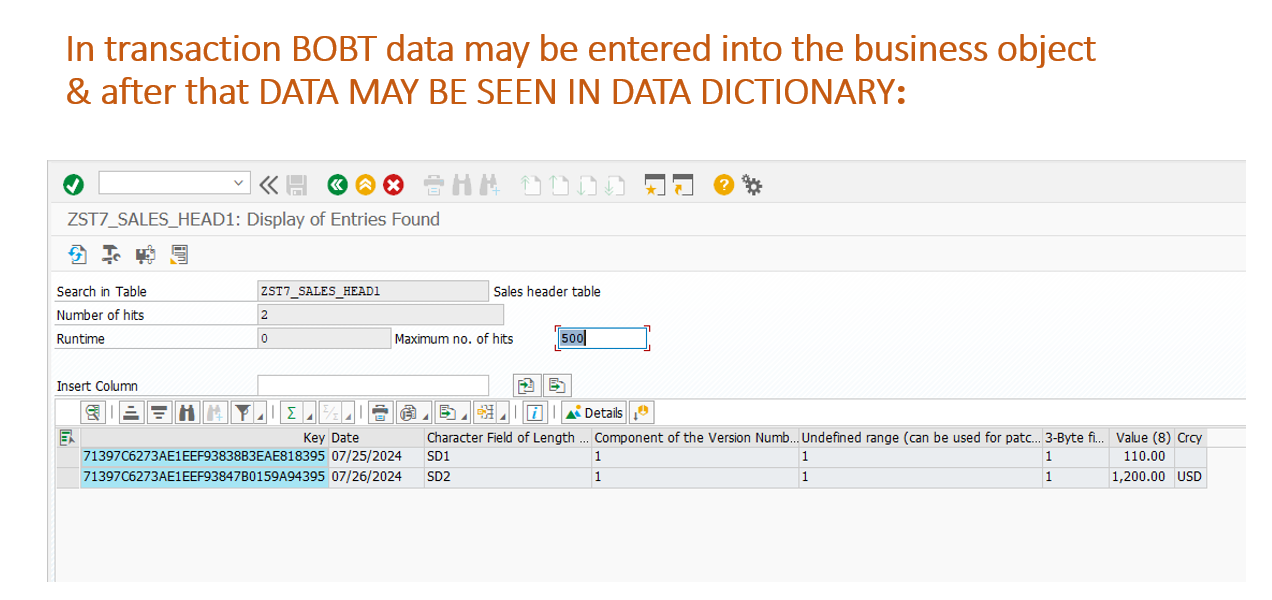 In transaction BOBT data may be entered into the business object
& after that DATA MAY BE SEEN IN DATA DICTIONARY:
ZST7_SALES_HEAD1: Display of Entries Found
Search in Table ZST7_SALES_HEAD1 Sales header table
Number of hits 2
Runtime 0 Maximum no. of hits 500
Insert Column
Details
Key Date Character Field of Length ... Component of the Version Numb... Undefined range (can be used for patc... 3-Byte fi... Value (8) Crcy
71397C6273AE1EEF93838B3EAE818395 07/25/2024 SD1 1 1 1 110.00
71397C6273AE1EEF93847B0159A94395 07/26/2024 SD2 1 1 1 1,200.00 USD